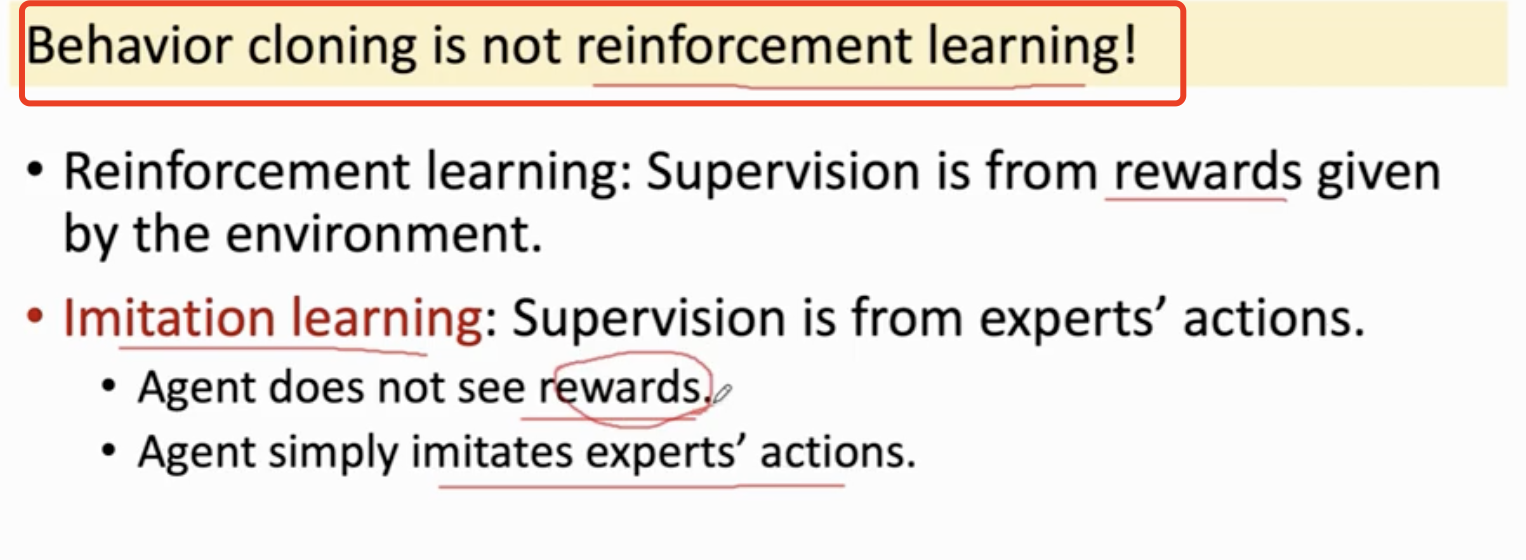 Behavior cloning is not reinforcement learning!
• Reinforcement learning: Supervision is from rewards given
by the environment.
• Imitation learning: Supervision is from experts’ actions.
• Agent does not see rewards.
• Agent simply imitates experts’ actions.